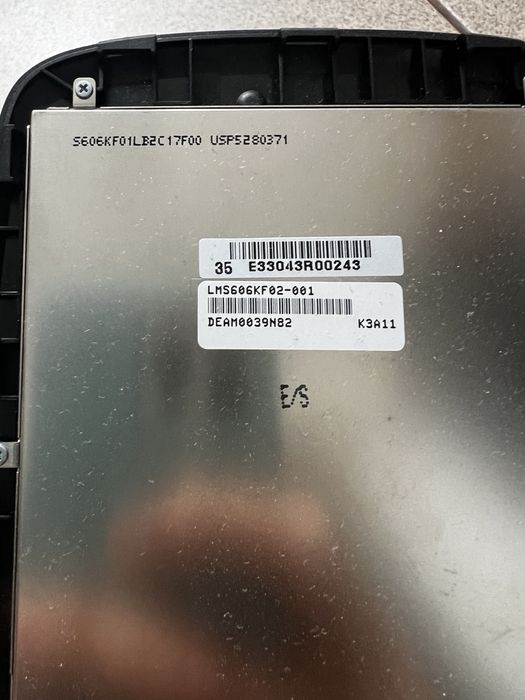 S606KF01LB2C17F00 USP5280371
35 E33043R00243
LMS606KF02-001
DEAM0039N82 K3A11
E/S